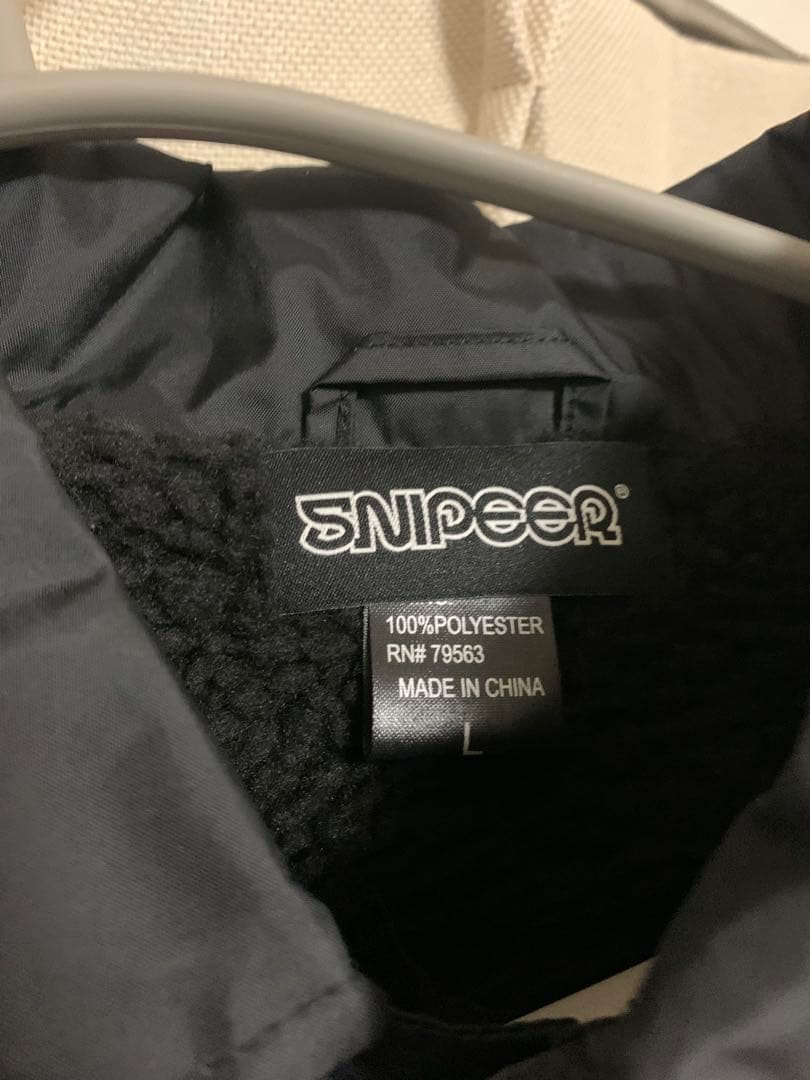 SNIPEER®
100%POLYESTER
RN# 79563
MADE IN CHINA
L